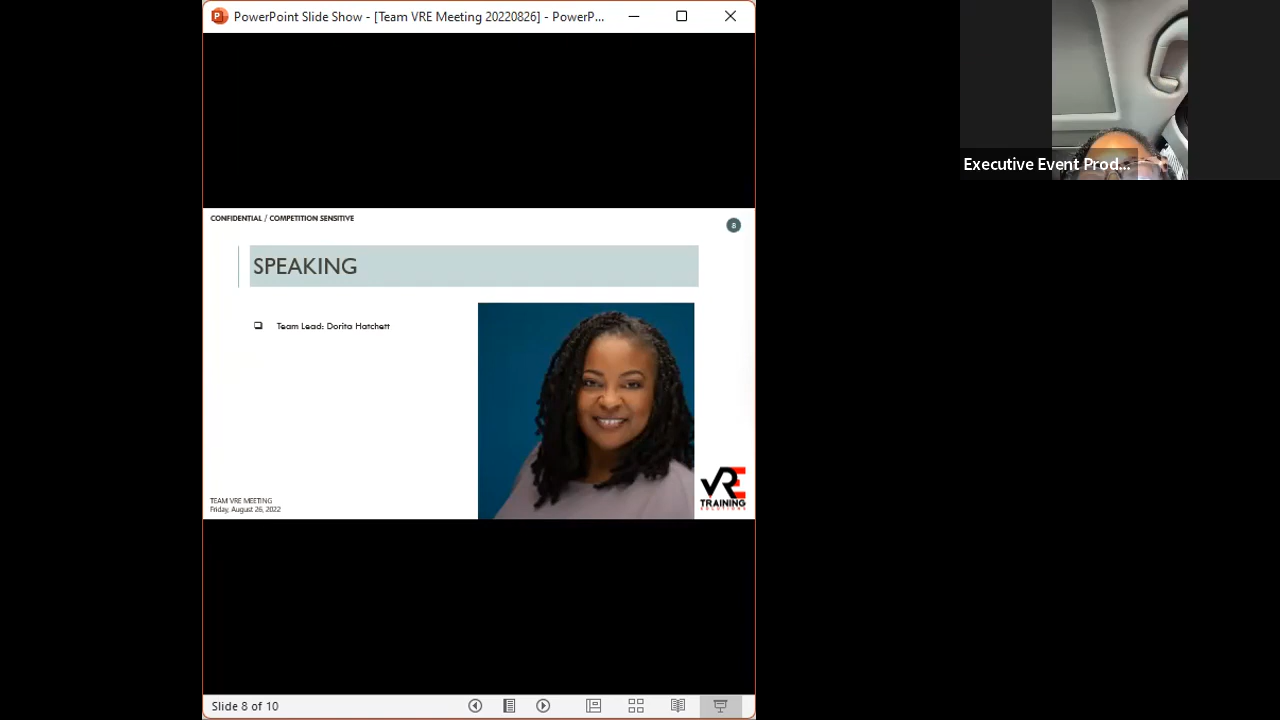 PowerPoint Slide Show - [Team VRE Meeting 20220826] - PowerP...
CONFIDENTIAL / COMPETITION SENSITIVE
8
SPEAKING
Team Lead: Dorita Hatchett
VRE
TRAINING
SOLUTIONS
TEAM VRE MEETING
Friday, August 26, 2022
Slide 8 of 10
Executive Event Prod...